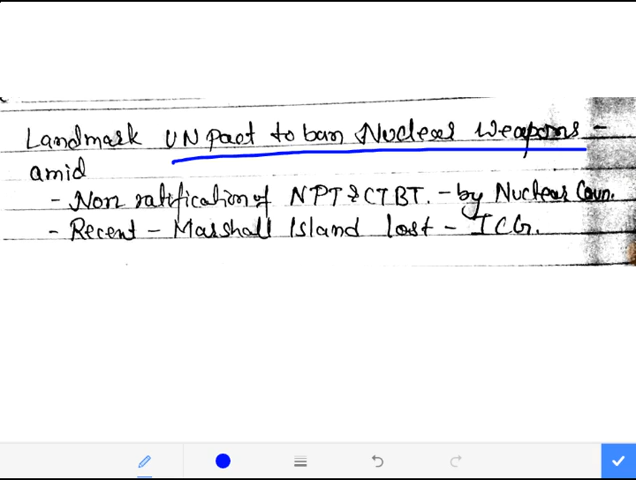 Landmark UN Pact to ban Nuclear Weapons -
amid
- Non ratification of NPT & CTBT. - by Nuclear Coun.
- Recent - Marshall Island lost - ICG.